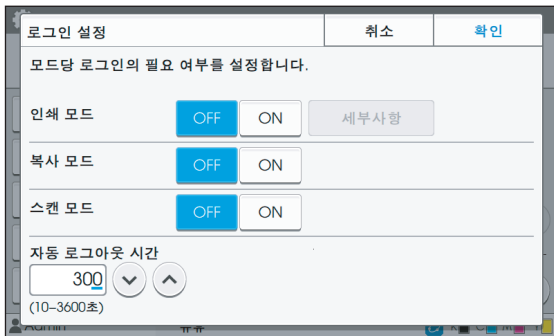 로그인 설정 취소 확인
모드당 로그인의 필요 여부를 설정합니다.
인쇄 모드 OFF ON 세부사항
복사 모드 OFF ON
스캔 모드 OFF ON
자동 로그아웃 시간
300
(10–3600초)
Admin